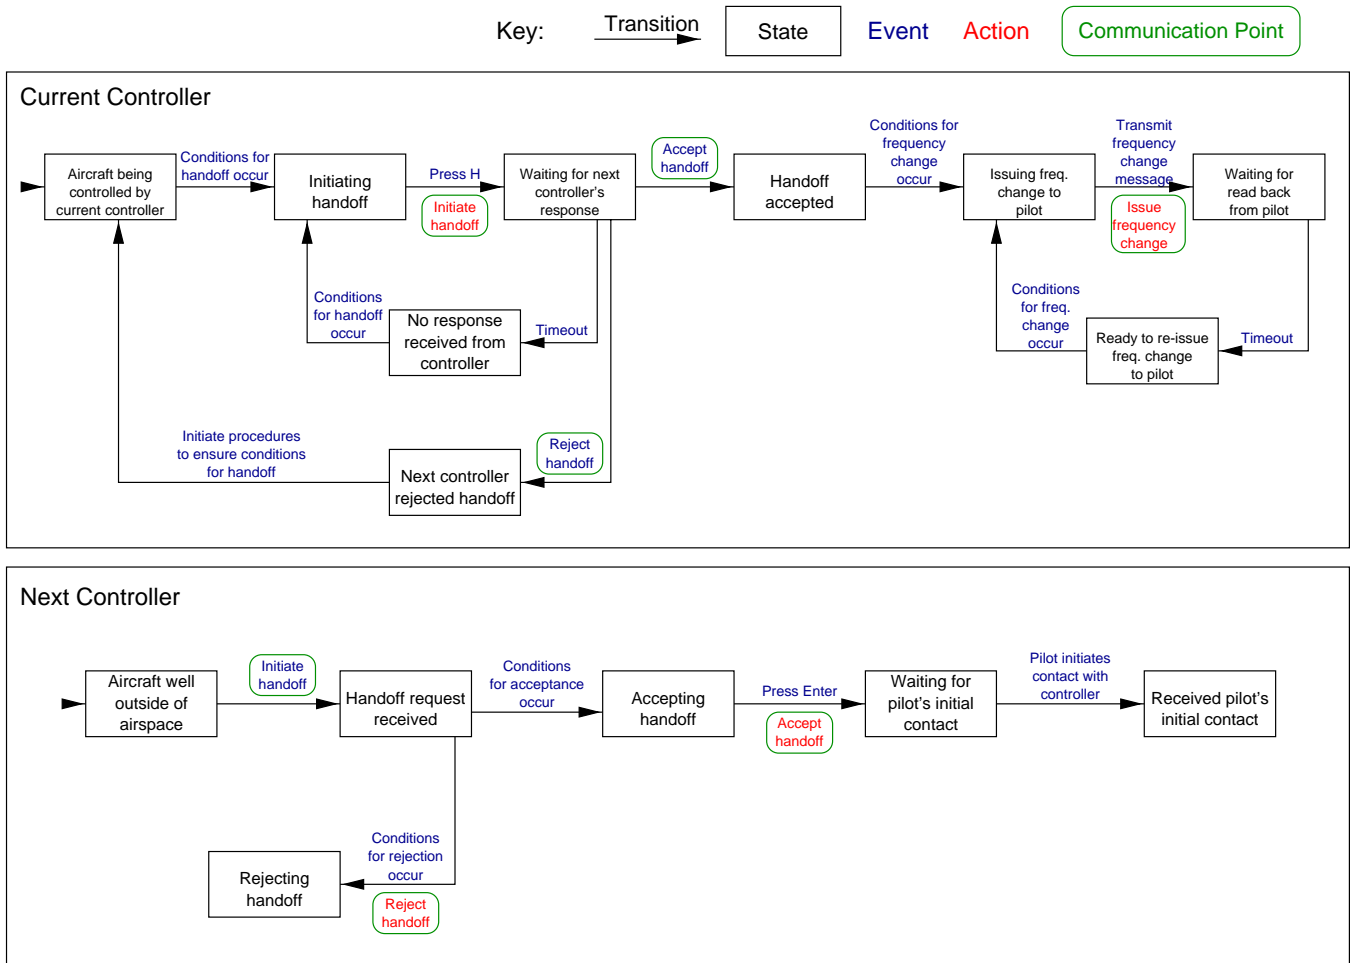 Key:
Transition
State
Event
Action
Communication Point
Current Controller
Aircraft being
controlled by
current controller
Conditions for
handoff occur
Initiating
handoff
Press H
Initiate
handoff
Waiting for next
controller's
response
Accept
handoff
Handoff
accepted
Conditions for
frequency
change
occur
Issuing freq.
change to
pilot
Transmit
frequency
change
message
Issue
frequency
change
Waiting for
read back
from pilot
Conditions
for handoff
occur
No response
received from
controller
Timeout
Conditions
for freq.
change
occur
Ready to re-issue
freq. change
to pilot
Timeout
Initiate procedures
to ensure conditions
for handoff
Next controller
rejected handoff
Reject
handoff
Next Controller
Aircraft well
outside of
airspace
Initiate
handoff
Handoff request
received
Conditions
for acceptance
occur
Accepting
handoff
Press Enter
Accept
handoff
Waiting for
pilot's initial
contact
Pilot initiates
contact with
controller
Received pilot's
initial contact
Rejecting
handoff
Conditions
for rejection
occur
Reject
handoff